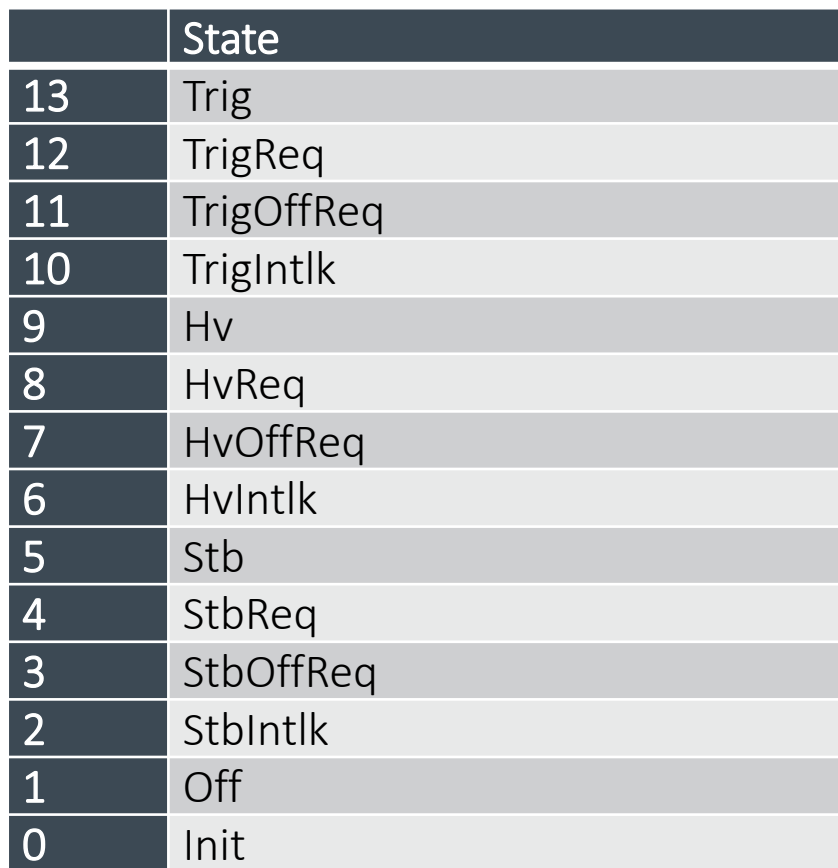 State
13 Trig
12 TrigReq
11 TrigOffReq
10 TrigIntlk
9 Hv
8 HvReq
7 HvOffReq
6 HvIntlk
5 Stb
4 StbReq
3 StbOffReq
2 StbIntlk
1 Off
0 Init